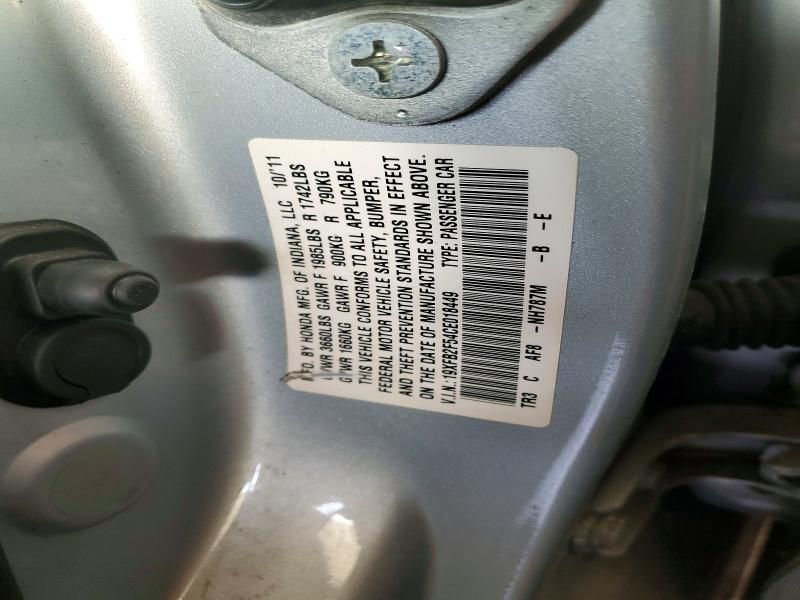 MFD. BY HONDA MFG. OF INDIANA, LLC 10/'11
GVWR 3660LBS GAWR F 1985LBS R 1742LBS
GVWR 1660KG GAWR F 900KG R 790KG
THIS VEHICLE CONFORMS TO ALL APPLICABLE
FEDERAL MOTOR VEHICLE SAFETY, BUMPER,
AND THEFT PREVENTION STANDARDS IN EFFECT
ON THE DATE OF MANUFACTURE SHOWN ABOVE.
V.I.N.: 19XFB2F54CE018449 TYPE: PASSENGER CAR
TR3 C AF8 -NH787M -B -E